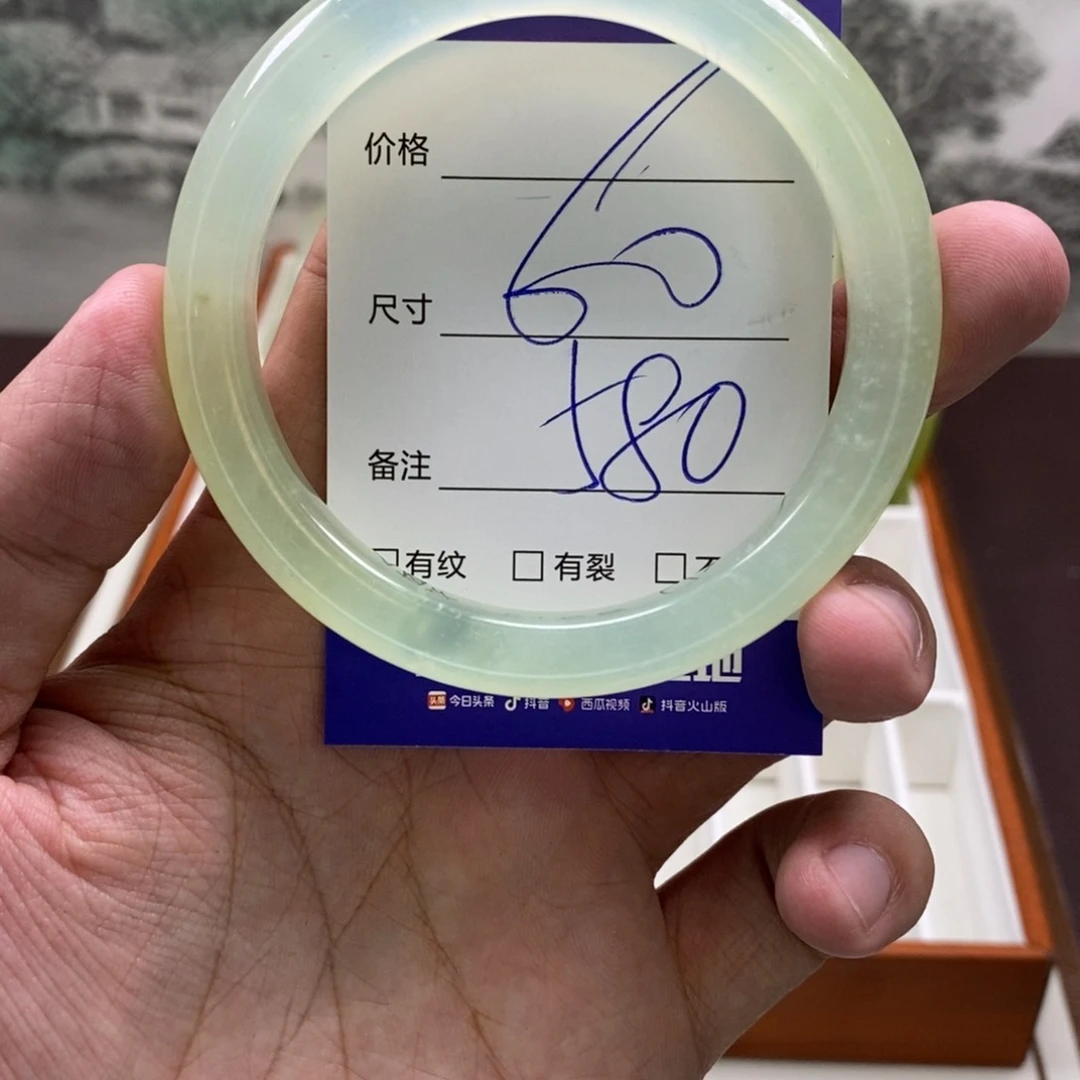 价格
尺寸 60
备注 580
有纹 有裂
今日头条 抖音 西瓜视频 抖音火山版